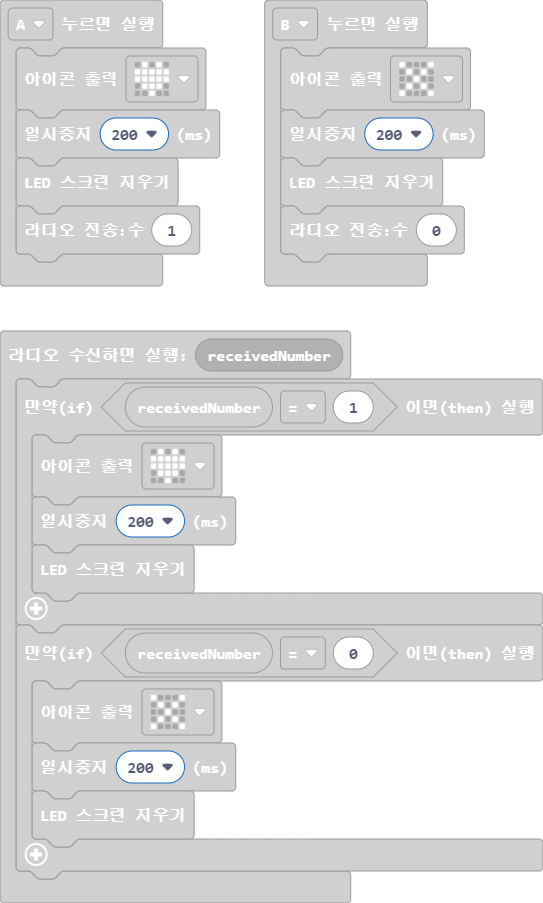 A 누르면 실행
아이콘 출력
일시중지 200 (ms)
LED 스크린 지우기
라디오 전송:수 1
B 누르면 실행
아이콘 출력
일시중지 200 (ms)
LED 스크린 지우기
라디오 전송:수 0
라디오 수신하면 실행: receivedNumber
만약(if) receivedNumber = 1 이면(then) 실행
아이콘 출력
일시중지 200 (ms)
LED 스크린 지우기
만약(if) receivedNumber = 0 이면(then) 실행
아이콘 출력
일시중지 200 (ms)
LED 스크린 지우기